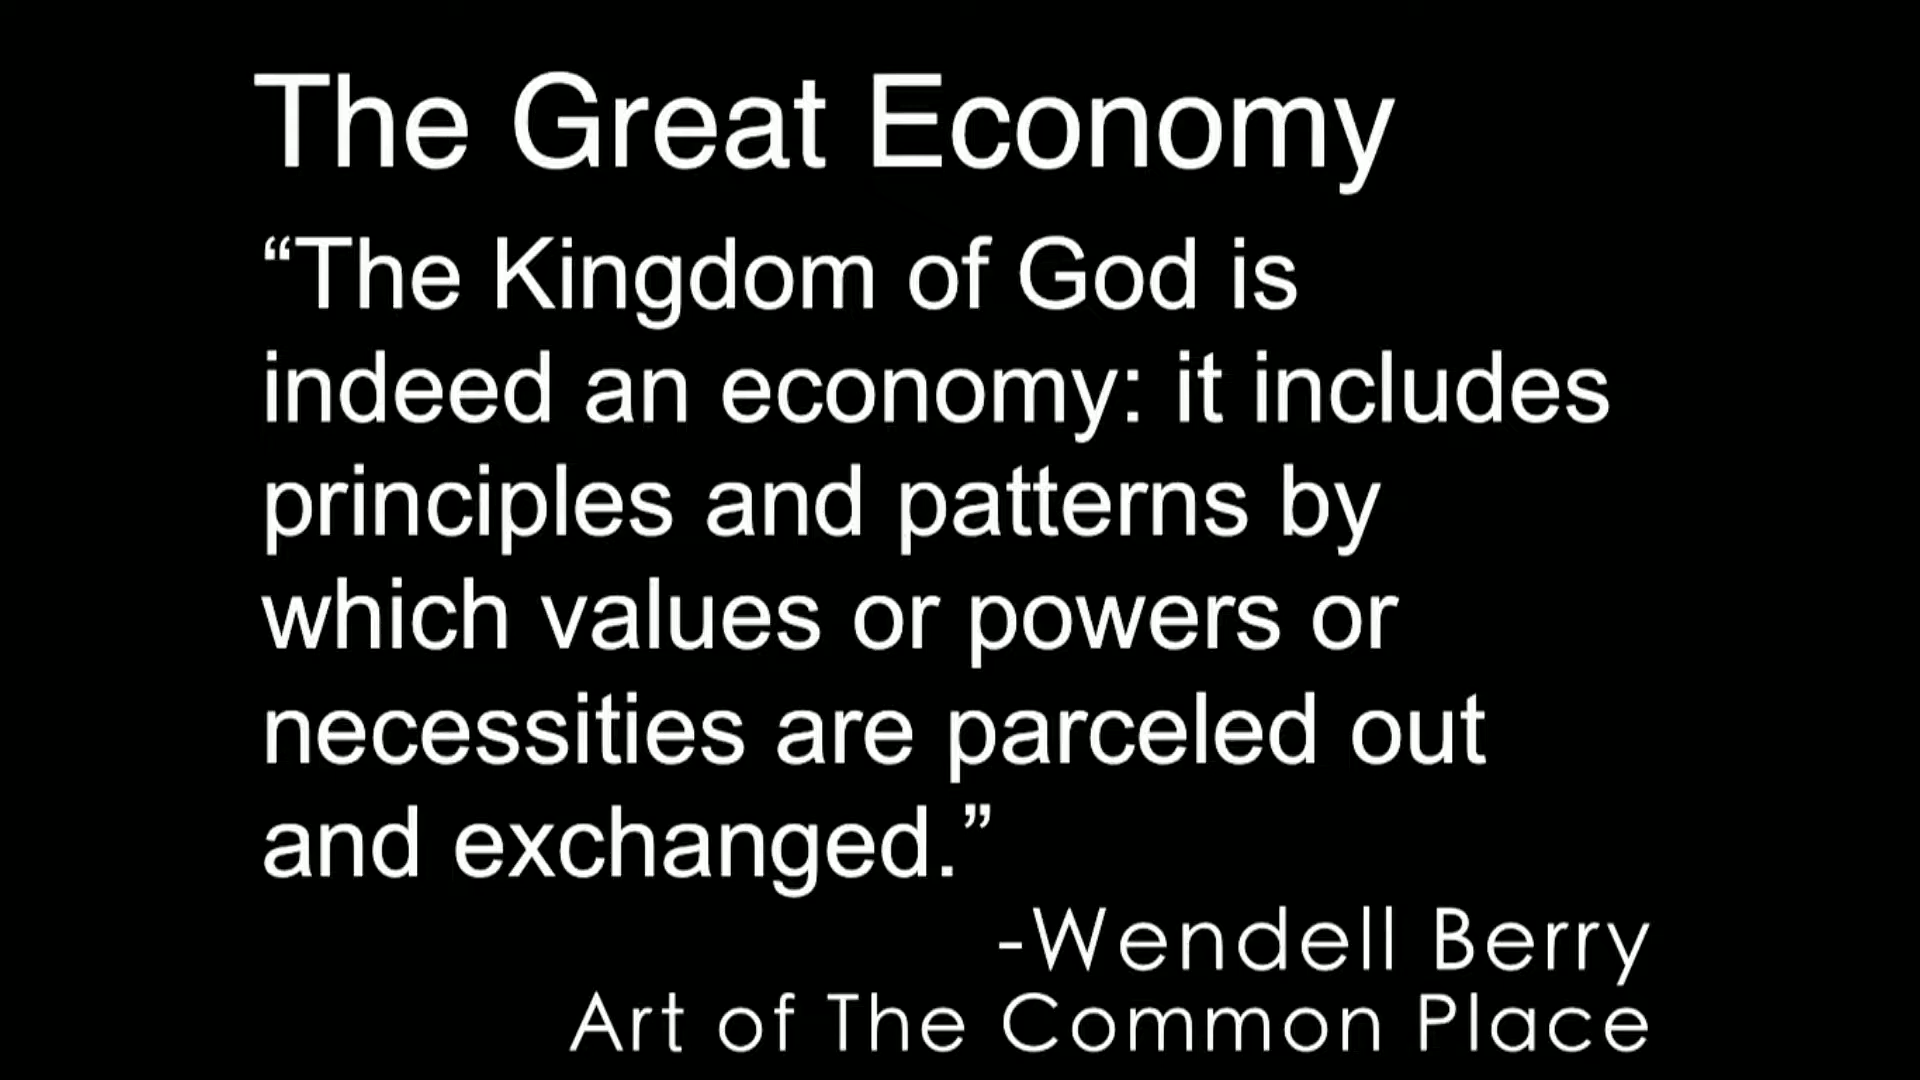 The Great Economy
“The Kingdom of God is
indeed an economy: it includes
principles and patterns by
which values or powers or
necessities are parceled out
and exchanged.”
-Wendell Berry
Art of The Common Place